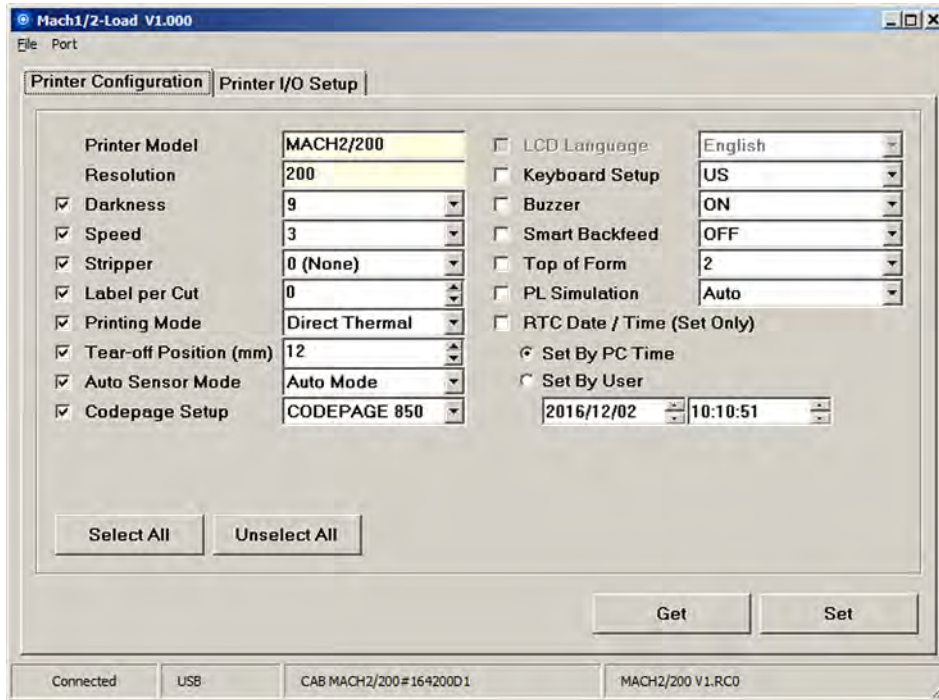 Mach1/2-Load V1.000
File Port
Printer Configuration Printer I/O Setup
Printer Model MACH2/200
Resolution 200
Darkness 9
Speed 3
Stripper 0 (None)
Label per Cut 0
Printing Mode Direct Thermal
Tear-off Position (mm) 12
Auto Sensor Mode Auto Mode
Codepage Setup CODEPAGE 850
LCD Language English
Keyboard Setup US
Buzzer ON
Smart Backfeed OFF
Top of Form 2
PL Simulation Auto
RTC Date / Time (Set Only)
Set By PC Time
Set By User
2016/12/02 10:10:51
Select All Unselect All
Get Set
Connected USB CAB MACH2/200#164200D1 MACH2/200 V1.RC0